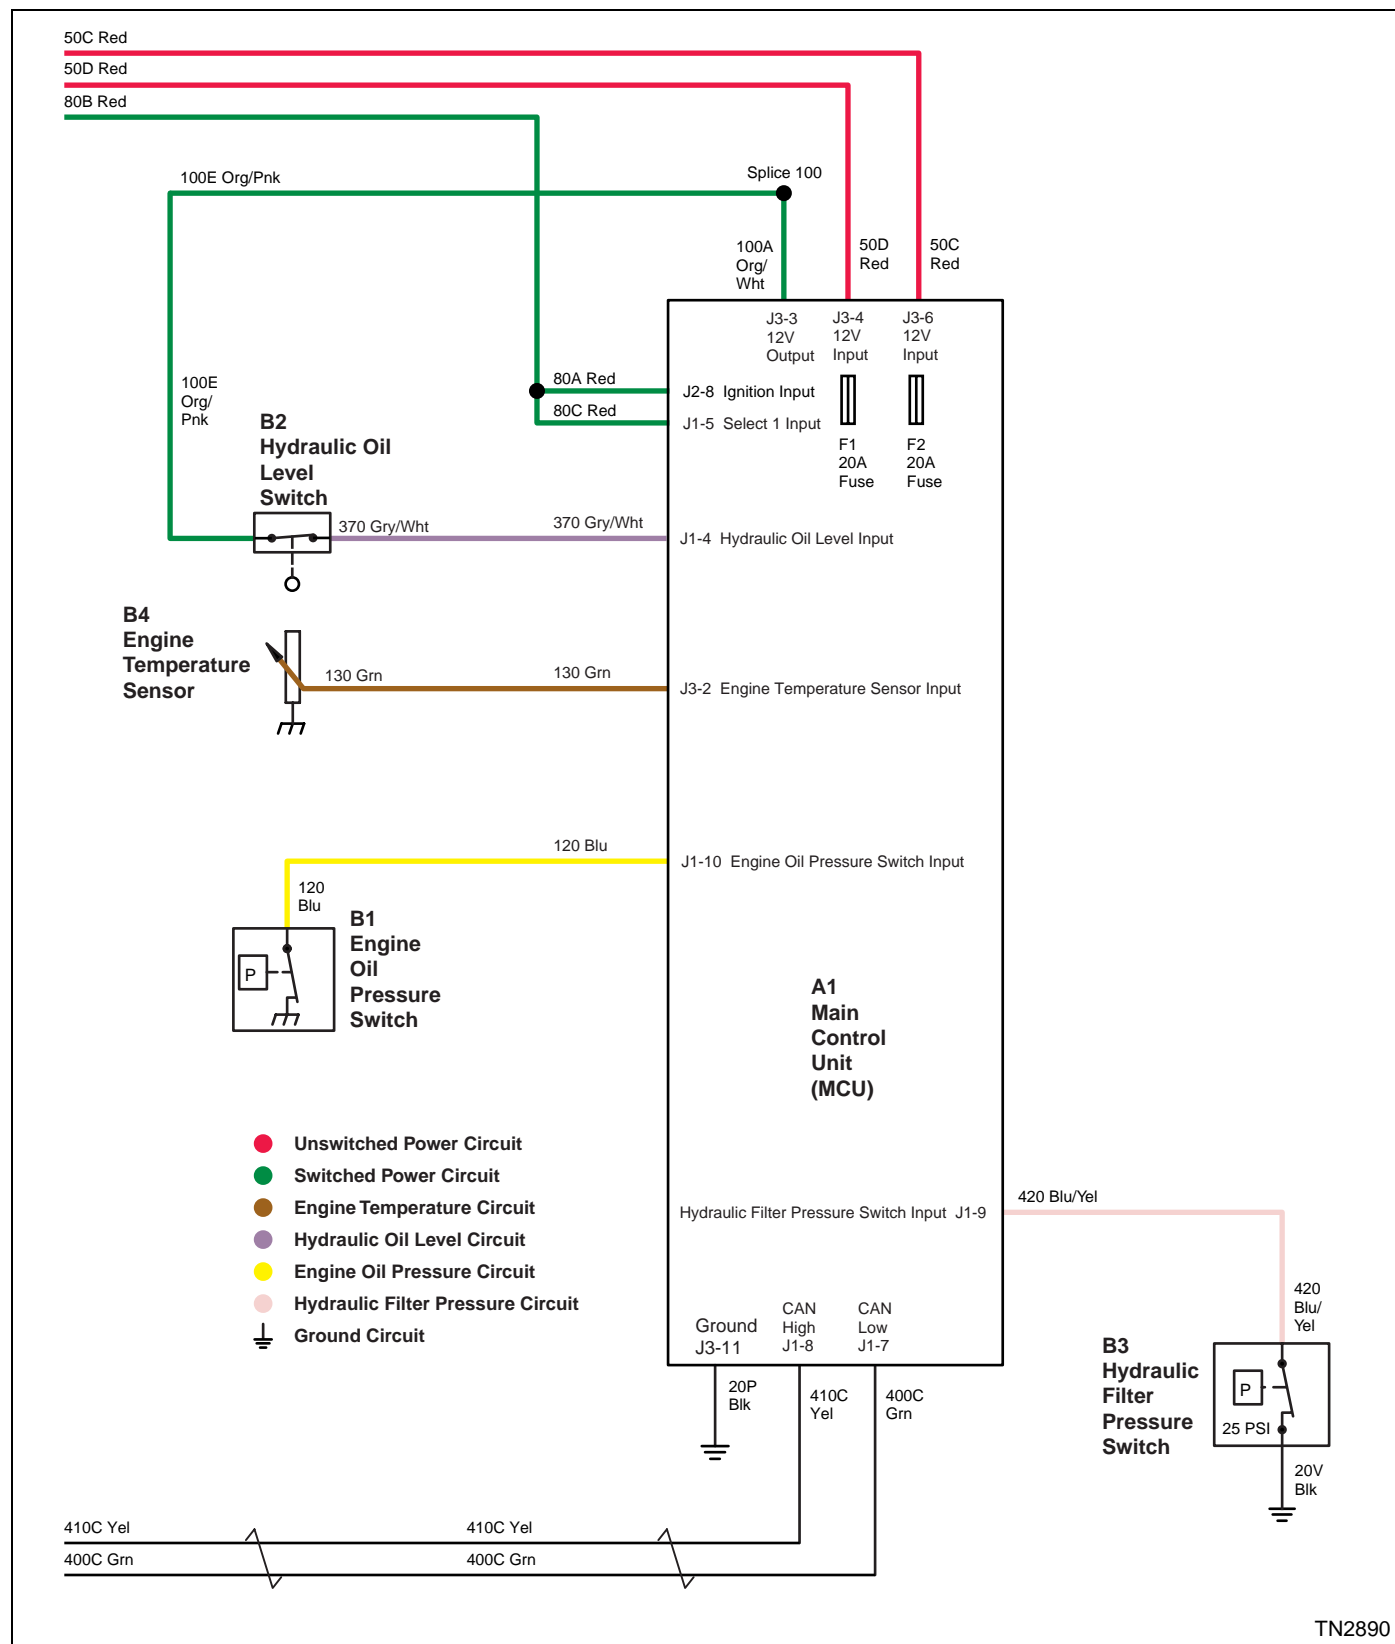 50C Red
50D Red
80B Red
100E Org/Pnk
Splice 100
100A
Org/
Wht
50D
Red
50C
Red
J3-3
12V
Output
J3-4
12V
Input
J3-6
12V
Input
100E
Org/
Pnk
80A Red
J2-8 Ignition Input
80C Red
J1-5 Select 1 Input
F1
20A
Fuse
F2
20A
Fuse
B2
Hydraulic Oil
Level
Switch
370 Gry/Wht
370 Gry/Wht
J1-4 Hydraulic Oil Level Input
B4
Engine
Temperature
Sensor
130 Grn
130 Grn
J3-2 Engine Temperature Sensor Input
120 Blu
J1-10 Engine Oil Pressure Switch Input
120
Blu
P
B1
Engine
Oil
Pressure
Switch
A1
Main
Control
Unit
(MCU)
Unswitched Power Circuit
Switched Power Circuit
Engine Temperature Circuit
Hydraulic Oil Level Circuit
Engine Oil Pressure Circuit
Hydraulic Filter Pressure Circuit
Ground Circuit
Hydraulic Filter Pressure Switch Input J1-9
420 Blu/Yel
420
Blu/
Yel
Ground
J3-11
CAN
High
J1-8
CAN
Low
J1-7
20P
Blk
410C
Yel
400C
Grn
B3
Hydraulic
Filter
Pressure
Switch
P
25 PSI
20V
Blk
410C Yel
410C Yel
400C Grn
400C Grn
TN2890